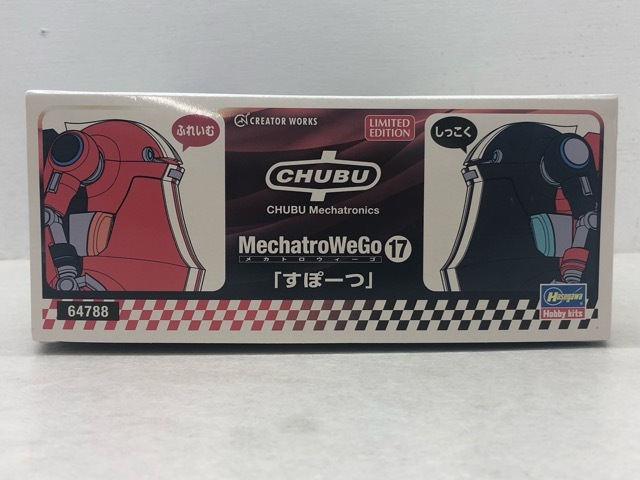 ふれいむ
CREATOR WORKS
LIMITED
EDITION
しっこく
CHUBU
CHUBU Mechatronics
MechatroWeGo 17
メカトロウィーゴ
「すぽーつ」
64788
Hasegawa
Hobby kits